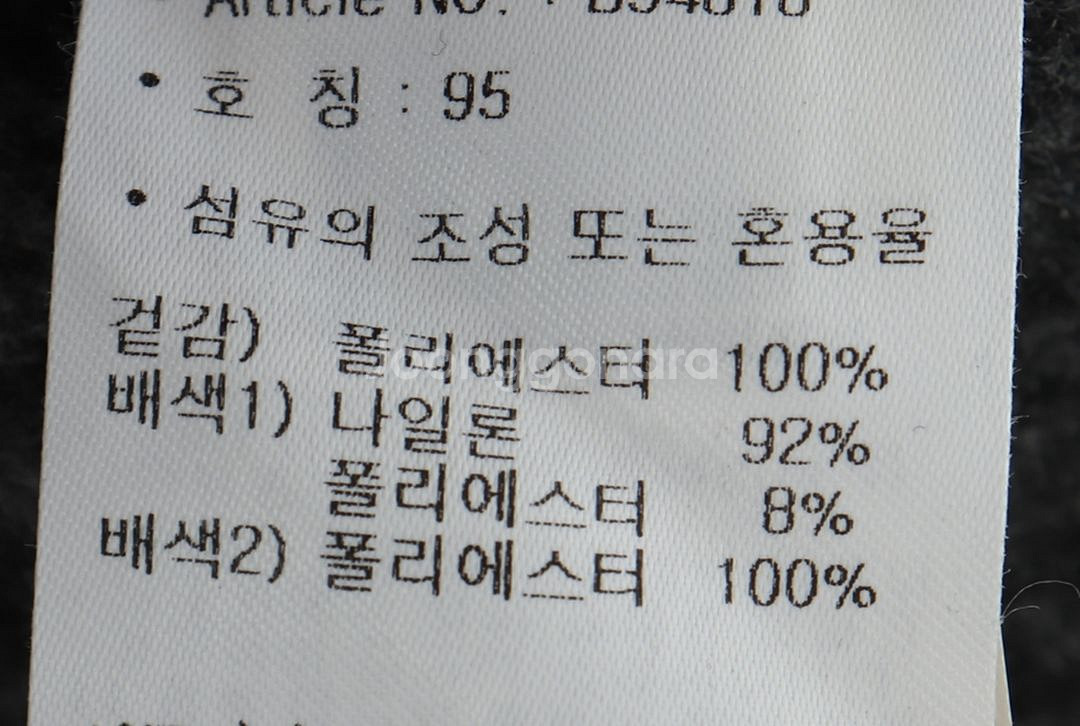 Article No. :
• 호 칭 : 95
• 섬유의 조성 또는 혼용율
겉감) 폴리에스터 100%
배색1) 나일론 92%
폴리에스터 8%
배색2) 폴리에스터 100%